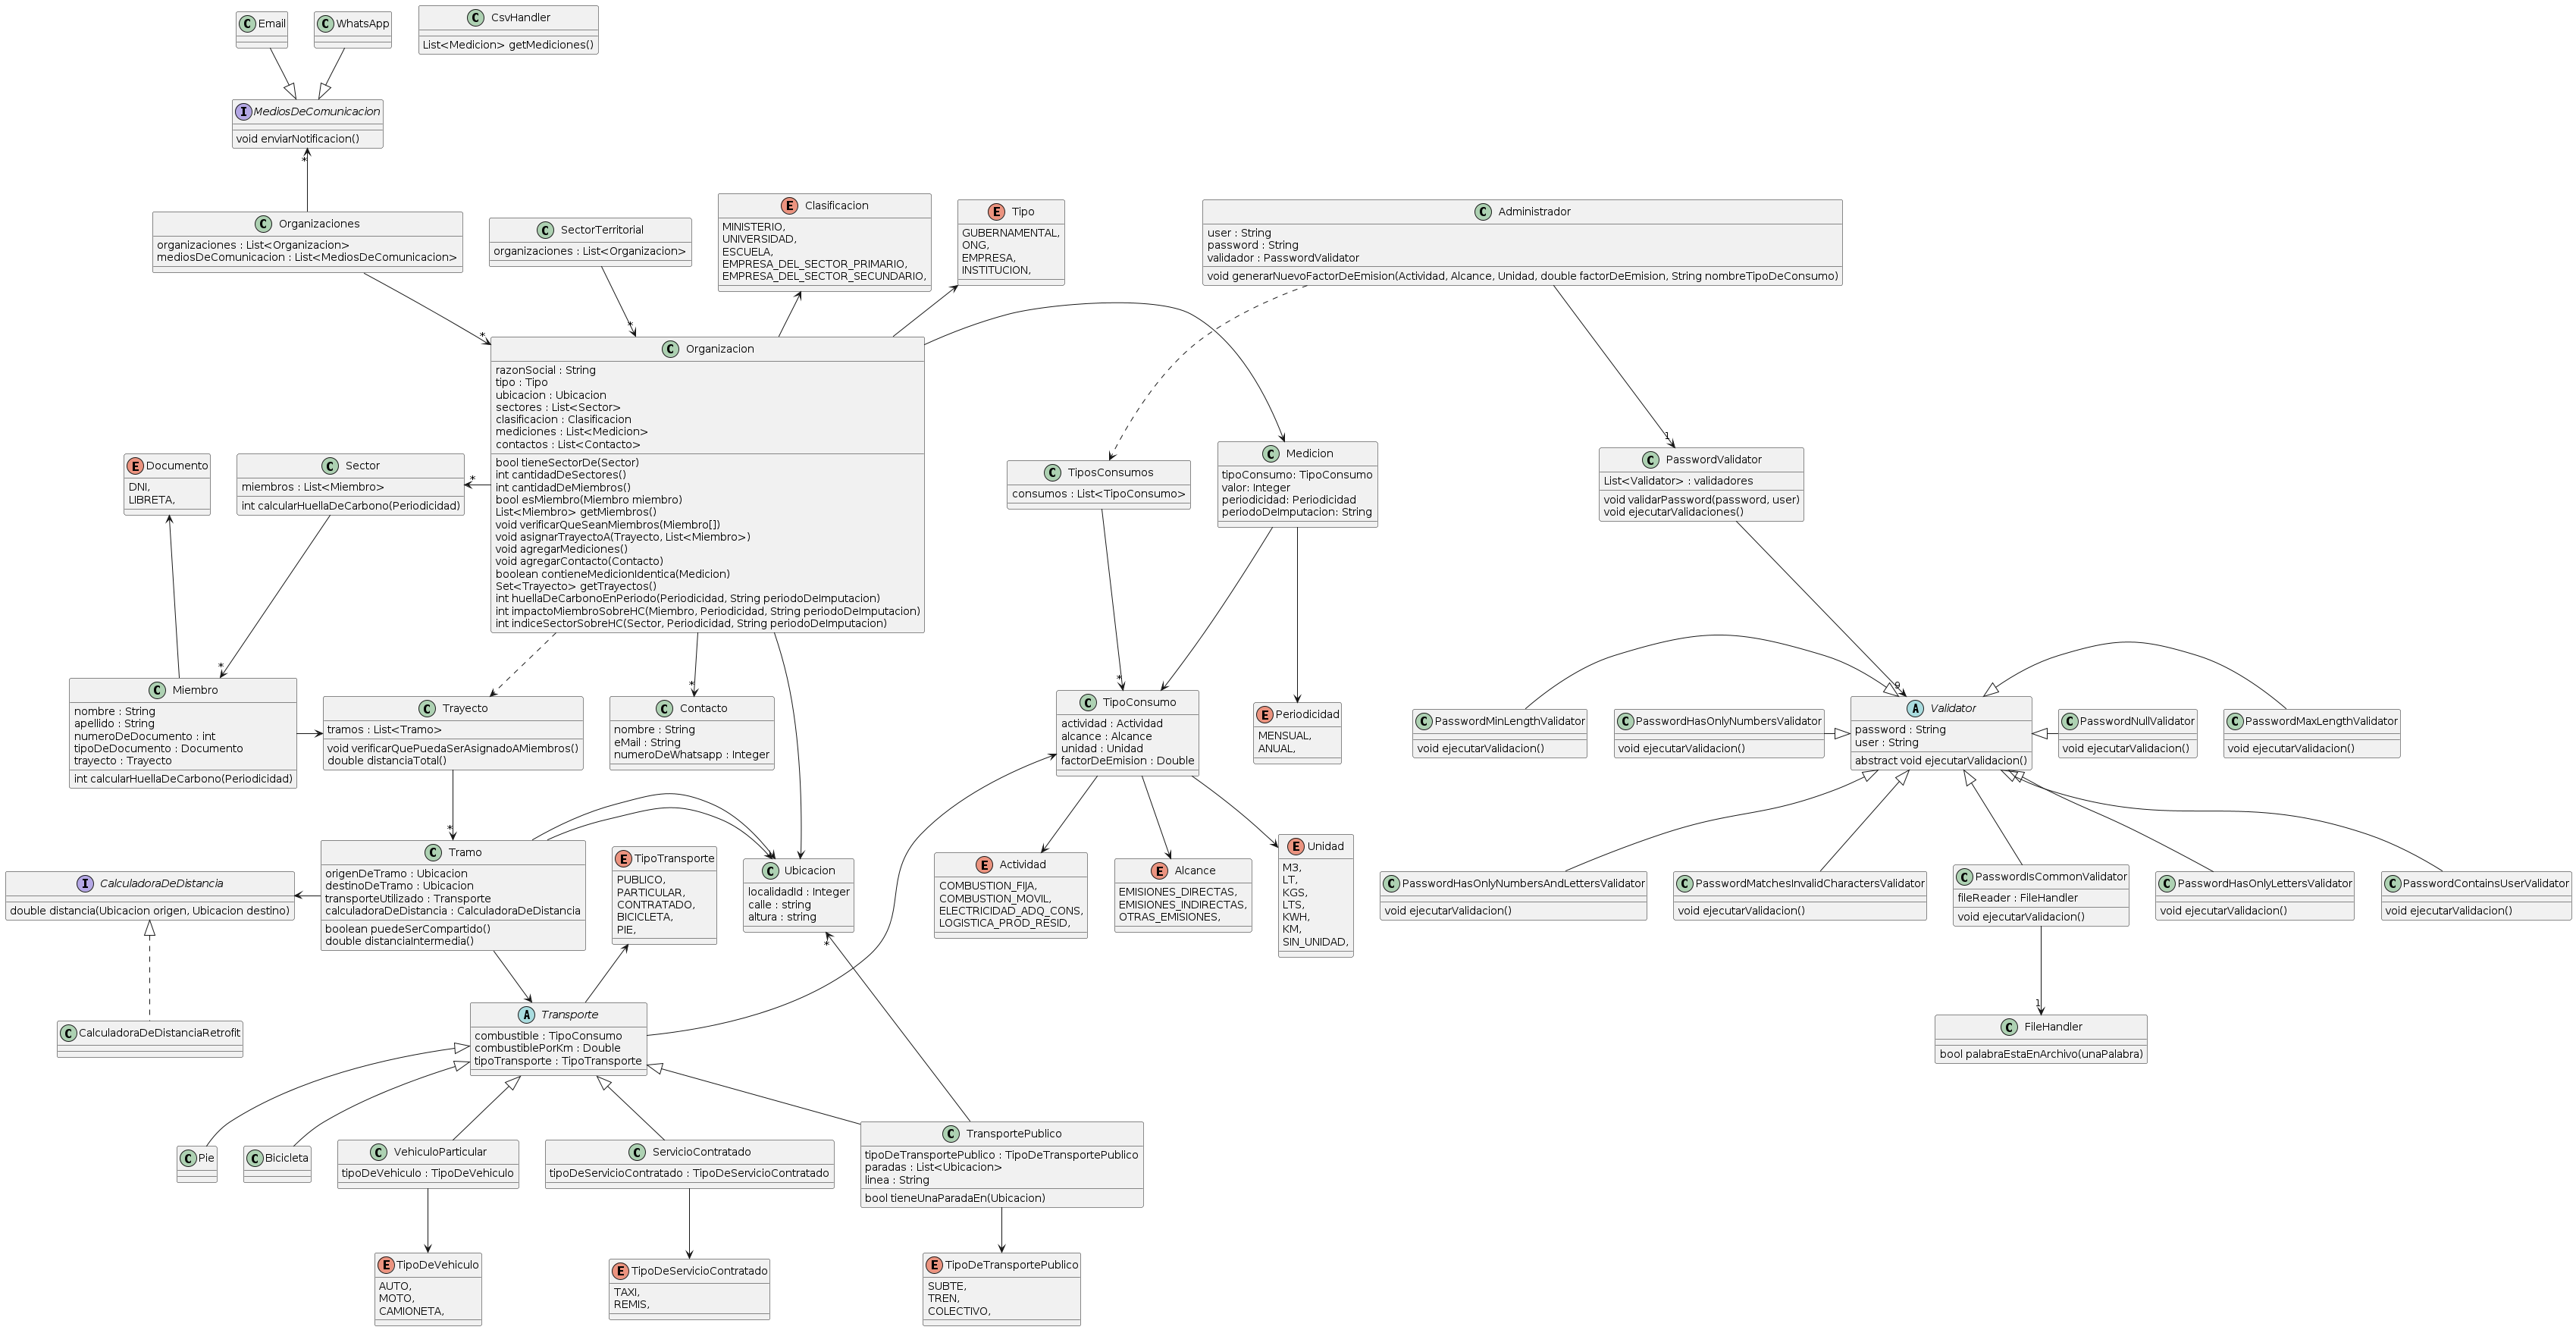 C Email
C WhatsApp
C CsvHandler
List<Medicion> getMediciones()
I MediosDeComunicacion
void enviarNotificacion()
*
C Organizaciones
organizaciones : List<Organizacion>
mediosDeComunicacion : List<MediosDeComunicacion>
C SectorTerritorial
organizaciones : List<Organizacion>
E Clasificacion
MINISTERIO,
UNIVERSIDAD,
ESCUELA,
EMPRESA_DEL_SECTOR_PRIMARIO,
EMPRESA_DEL_SECTOR_SECUNDARIO,
E Tipo
GUBERNAMENTAL,
ONG,
EMPRESA,
INSTITUCION,
C Administrador
user : String
password : String
validador : PasswordValidator
void generarNuevoFactorDeEmision(Actividad, Alcance, Unidad, double factorDeEmision, String nombreTipoDeConsumo)
*
*
C Organizacion
razonSocial : String
tipo : Tipo
ubicacion : Ubicacion
sectores : List<Sector>
clasificacion : Clasificacion
mediciones : List<Medicion>
contactos : List<Contacto>
bool tieneSectorDe(Sector)
int cantidadDeSectores()
int cantidadDeMiembros()
bool esMiembro(Miembro miembro)
List<Miembro> getMiembros()
void verificarQueSeanMiembros(Miembro[])
void asignarTrayectoA(Trayecto, List<Miembro>)
void agregarMediciones()
void agregarContacto(Contacto)
boolean contieneMedicionIdentica(Medicion)
Set<Trayecto> getTrayectos()
int huellaDeCarbonoEnPeriodo(Periodicidad, String periodoDeImputacion)
int impactoMiembroSobreHC(Miembro, Periodicidad, String periodoDeImputacion)
int indiceSectorSobreHC(Sector, Periodicidad, String periodoDeImputacion)
E Documento
DNI,
LIBRETA,
C Sector
miembros : List<Miembro>
int calcularHuellaDeCarbono(Periodicidad)
*
C TiposConsumos
consumos : List<TipoConsumo>
C Medicion
tipoConsumo: TipoConsumo
valor: Integer
periodicidad: Periodicidad
periodoDeImputacion: String
1
C PasswordValidator
List<Validator> : validadores
void validarPassword(password, user)
void ejecutarValidaciones()
*
C Miembro
nombre : String
apellido : String
numeroDeDocumento : int
tipoDeDocumento : Documento
trayecto : Trayecto
int calcularHuellaDeCarbono(Periodicidad)
C Trayecto
tramos : List<Tramo>
void verificarQuePuedaSerAsignadoAMiembros()
double distanciaTotal()
*
C Contacto
nombre : String
eMail : String
numeroDeWhatsapp : Integer
*
C TipoConsumo
actividad : Actividad
alcance : Alcance
unidad : Unidad
factorDeEmision : Double
E Periodicidad
MENSUAL,
ANUAL,
C PasswordMinLengthValidator
void ejecutarValidacion()
C PasswordHasOnlyNumbersValidator
void ejecutarValidacion()
9
A Validator
password : String
user : String
abstract void ejecutarValidacion()
C PasswordNullValidator
void ejecutarValidacion()
C PasswordMaxLengthValidator
void ejecutarValidacion()
I CalculadoraDeDistancia
double distancia(Ubicacion origen, Ubicacion destino)
*
C Tramo
origenDeTramo : Ubicacion
destinoDeTramo : Ubicacion
transporteUtilizado : Transporte
calculadoraDeDistancia : CalculadoraDeDistancia
boolean puedeSerCompartido()
double distanciaIntermedia()
E TipoTransporte
PUBLICO,
PARTICULAR,
CONTRATADO,
BICICLETA,
PIE,
C Ubicacion
localidadId : Integer
calle : string
altura : string
*
E Actividad
COMBUSTION_FIJA,
COMBUSTION_MOVIL,
ELECTRICIDAD_ADQ_CONS,
LOGISTICA_PROD_RESID,
E Alcance
EMISIONES_DIRECTAS,
EMISIONES_INDIRECTAS,
OTRAS_EMISIONES,
E Unidad
M3,
LT,
KGS,
LTS,
KWH,
KM,
SIN_UNIDAD,
C PasswordHasOnlyNumbersAndLettersValidator
void ejecutarValidacion()
C PasswordMatchesInvalidCharactersValidator
void ejecutarValidacion()
C PasswordIsCommonValidator
fileReader : FileHandler
void ejecutarValidacion()
C PasswordHasOnlyLettersValidator
void ejecutarValidacion()
C PasswordContainsUserValidator
void ejecutarValidacion()
C CalculadoraDeDistanciaRetrofit
A Transporte
combustible : TipoConsumo
combustiblePorKm : Double
tipoTransporte : TipoTransporte
1
C FileHandler
bool palabraEstaEnArchivo(unaPalabra)
C Pie
C Bicicleta
C VehiculoParticular
tipoDeVehiculo : TipoDeVehiculo
C ServicioContratado
tipoDeServicioContratado : TipoDeServicioContratado
C TransportePublico
tipoDeTransportePublico : TipoDeTransportePublico
paradas : List<Ubicacion>
linea : String
bool tieneUnaParadaEn(Ubicacion)
E TipoDeVehiculo
AUTO,
MOTO,
CAMIONETA,
E TipoDeServicioContratado
TAXI,
REMIS,
E TipoDeTransportePublico
SUBTE,
TREN,
COLECTIVO,